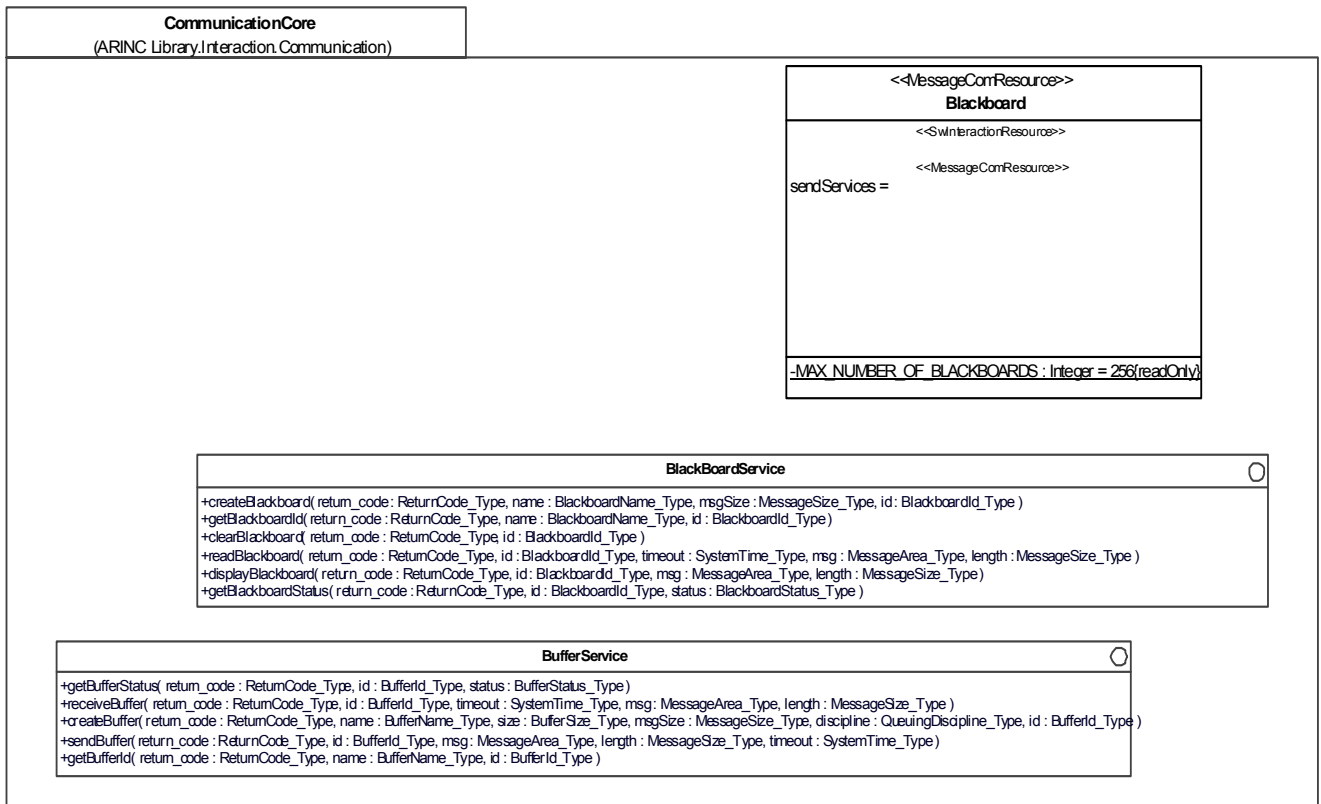 CommunicationCore
(ARINC Library.Interaction.Communication)
<<MessageComResource>>
Blackboard
<<SwInteractionResource>>
<<MessageComResource>>
sendServices =
-MAX_NUMBER_OF_BLACKBOARDS : Integer = 256{readOnly}
BlackBoardService
+createBlackboard( return_code : ReturnCode_Type, name : BlackboardName_Type, msgSize : MessageSize_Type, id : BlackboardId_Type )
+getBlackboardId( return_code : ReturnCode_Type, name : BlackboardName_Type, id : BlackboardId_Type )
+clearBlackboard( return_code : ReturnCode_Type, id : BlackboardId_Type )
+readBlackboard( return_code : ReturnCode_Type, id : BlackboardId_Type, timeout : SystemTime_Type, msg : MessageArea_Type, length : MessageSize_Type )
+displayBlackboard( return_code : ReturnCode_Type, id : BlackboardId_Type, msg : MessageArea_Type, length : MessageSize_Type )
+getBlackboardStatus( return_code : ReturnCode_Type, id : BlackboardId_Type, status : BlackboardStatus_Type )
BufferService
+getBufferStatus( return_code : ReturnCode_Type, id : BufferId_Type, status : BufferStatus_Type )
+receiveBuffer( return_code : ReturnCode_Type, id : BufferId_Type, timeout : SystemTime_Type, msg : MessageArea_Type, length : MessageSize_Type )
+createBuffer( return_code : ReturnCode_Type, name : BufferName_Type, size : BufferSize_Type, msgSize : MessageSize_Type, discipline : QueuingDiscipline_Type, id : BufferId_Type )
+sendBuffer( return_code : ReturnCode_Type, id : BufferId_Type, msg : MessageArea_Type, length : MessageSize_Type, timeout : SystemTime_Type )
+getBufferId( return_code : ReturnCode_Type, name : BufferName_Type, id : BufferId_Type )